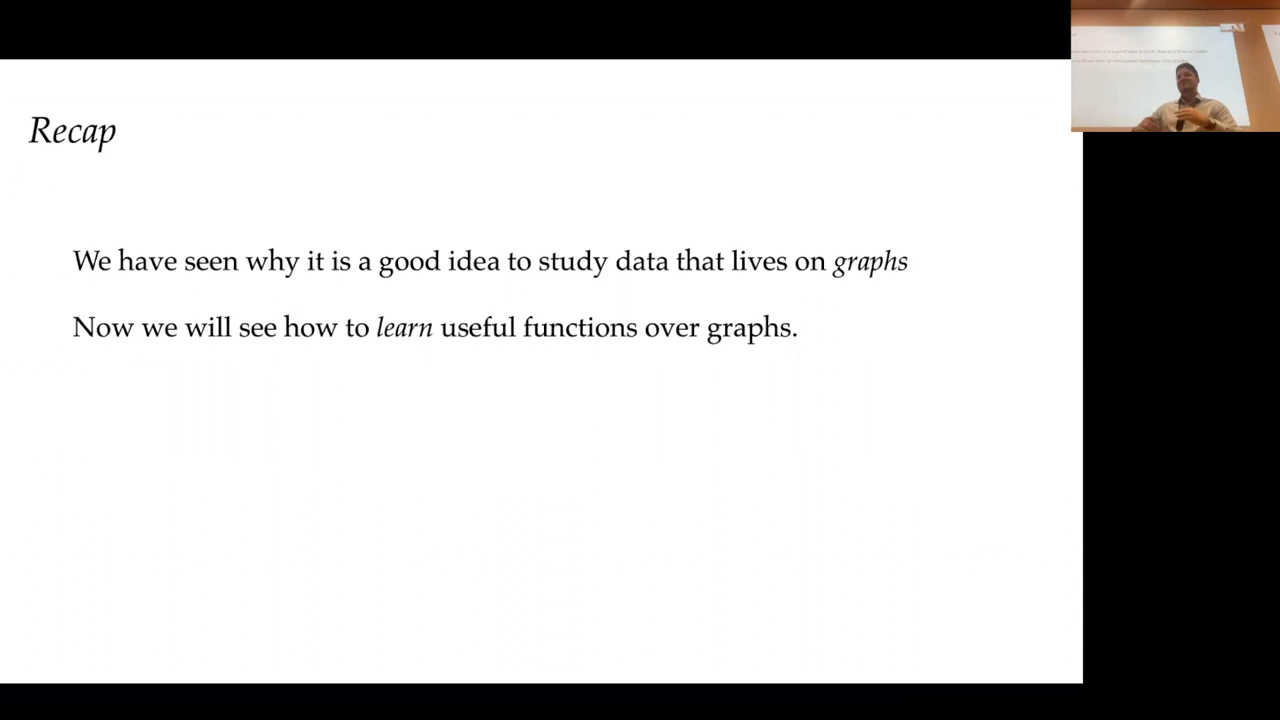 Recap
We have seen why it is a good idea to study data that lives on graphs
Now we will see how to learn useful functions over graphs.